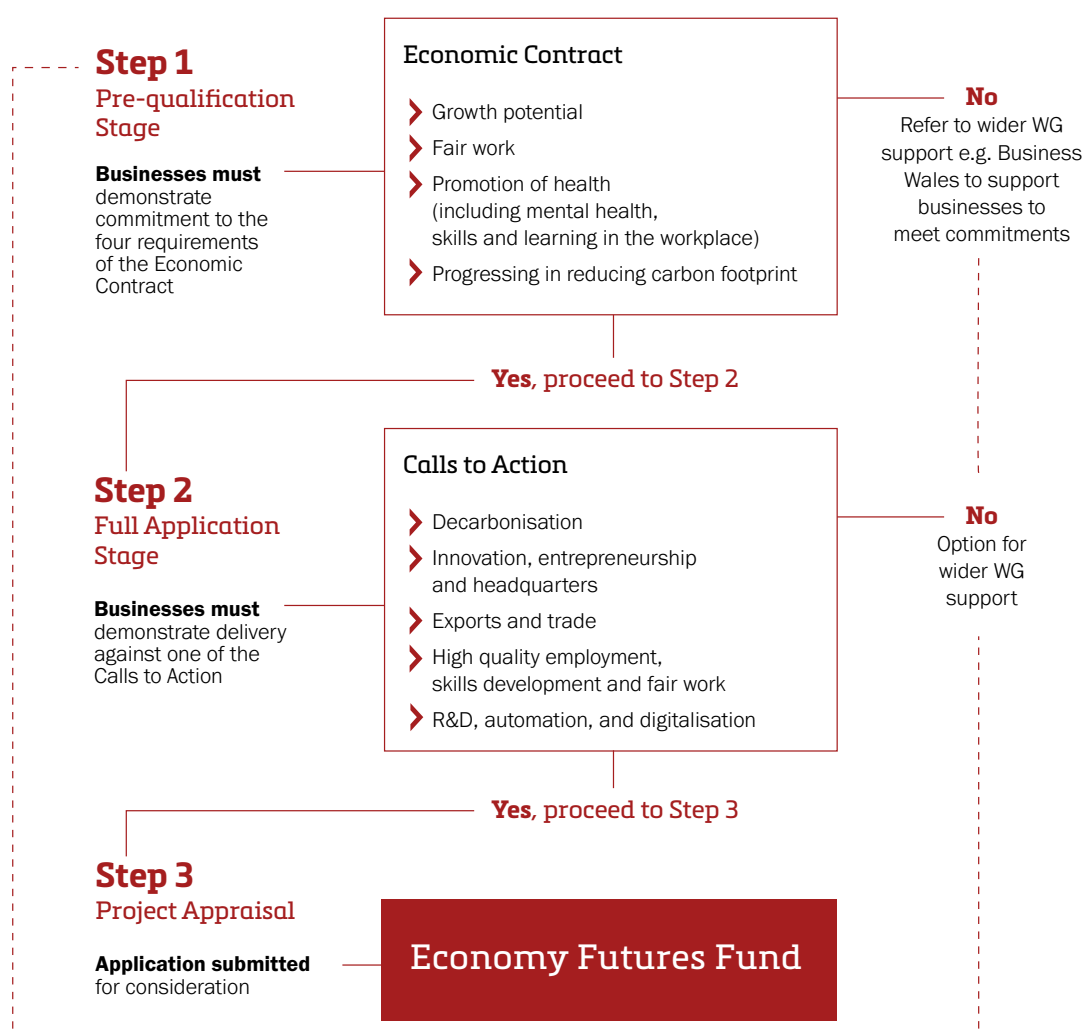 Step 1
Pre-qualification
Stage
Businesses must
demonstrate
commitment to the
four requirements
of the Economic
Contract
Economic Contract
Growth potential
Fair work
Promotion of health
(including mental health,
skills and learning in the workplace)
Progressing in reducing carbon footprint
No
Refer to wider WG
support e.g. Business
Wales to support
businesses to
meet commitments
Yes, proceed to Step 2
Step 2
Full Application
Stage
Businesses must
demonstrate delivery
against one of the
Calls to Action
Calls to Action
Decarbonisation
Innovation, entrepreneurship
and headquarters
Exports and trade
High quality employment,
skills development and fair work
R&D, automation, and digitalisation
No
Option for
wider WG
support
Yes, proceed to Step 3
Step 3
Project Appraisal
Application submitted
for consideration
Economy Futures Fund